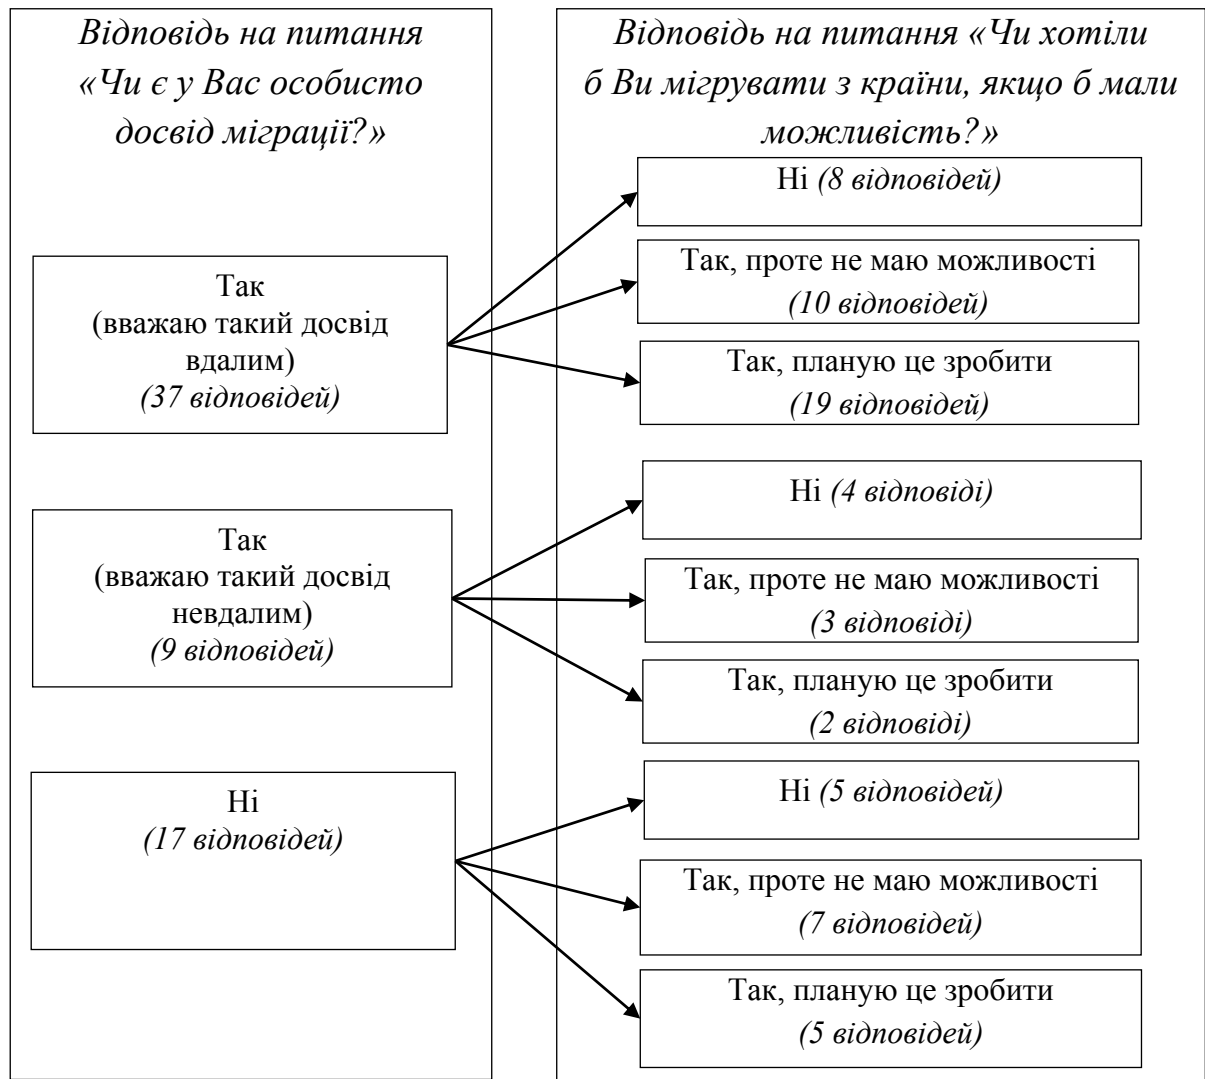 Відповідь на питання
«Чи є у Вас особисто
досвід міграції?»
Так
(вважаю такий досвід
вдалим)
(37 відповідей)
Так
(вважаю такий досвід
невдалим)
(9 відповідей)
Ні
(17 відповідей)
Відповідь на питання «Чи хотіли
б Ви мігрувати з країни, якщо б мали
можливість?»
Ні (8 відповідей)
Так, проте не маю можливості
(10 відповідей)
Так, планую це зробити
(19 відповідей)
Ні (4 відповіді)
Так, проте не маю можливості
(3 відповіді)
Так, планую це зробити
(2 відповіді)
Ні (5 відповідей)
Так, проте не маю можливості
(7 відповідей)
Так, планую це зробити
(5 відповідей)